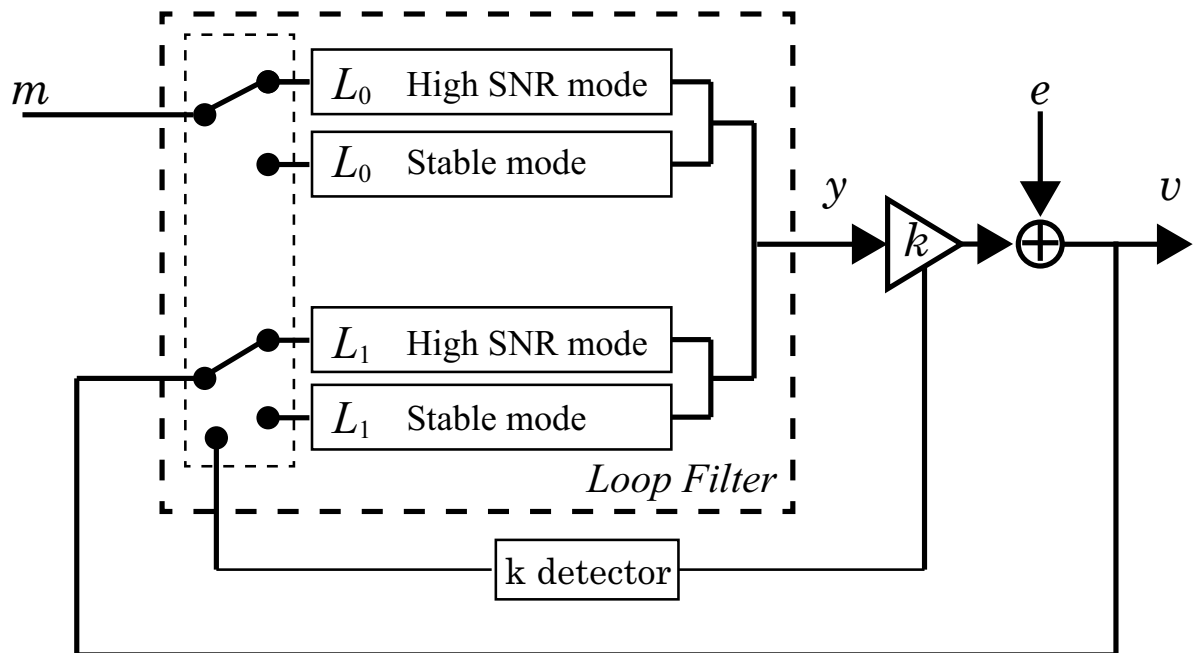 m
L₀ High SNR mode
L₀ Stable mode
e
y
k
v
L₁ High SNR mode
L₁ Stable mode
Loop Filter
k detector